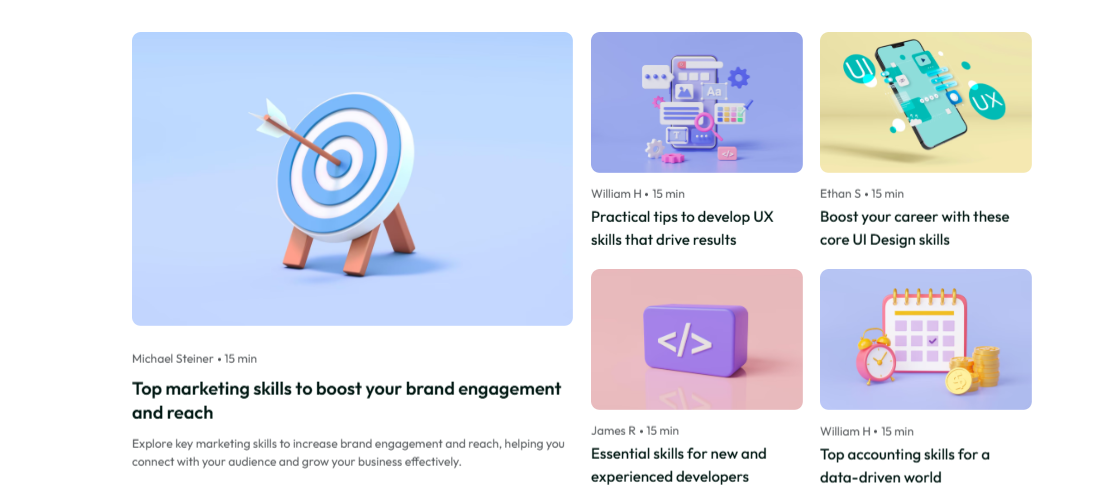 Michael Steiner • 15 min
Top marketing skills to boost your brand engagement
and reach
Explore key marketing skills to increase brand engagement and reach, helping you
connect with your audience and grow your business effectively.
Aa
T
</>
William H • 15 min
Practical tips to develop UX
skills that drive results
UI
UX
Ethan S • 15 min
Boost your career with these
core UI Design skills
</>
James R • 15 min
Essential skills for new and
experienced developers
$
William H • 15 min
Top accounting skills for a
data-driven world